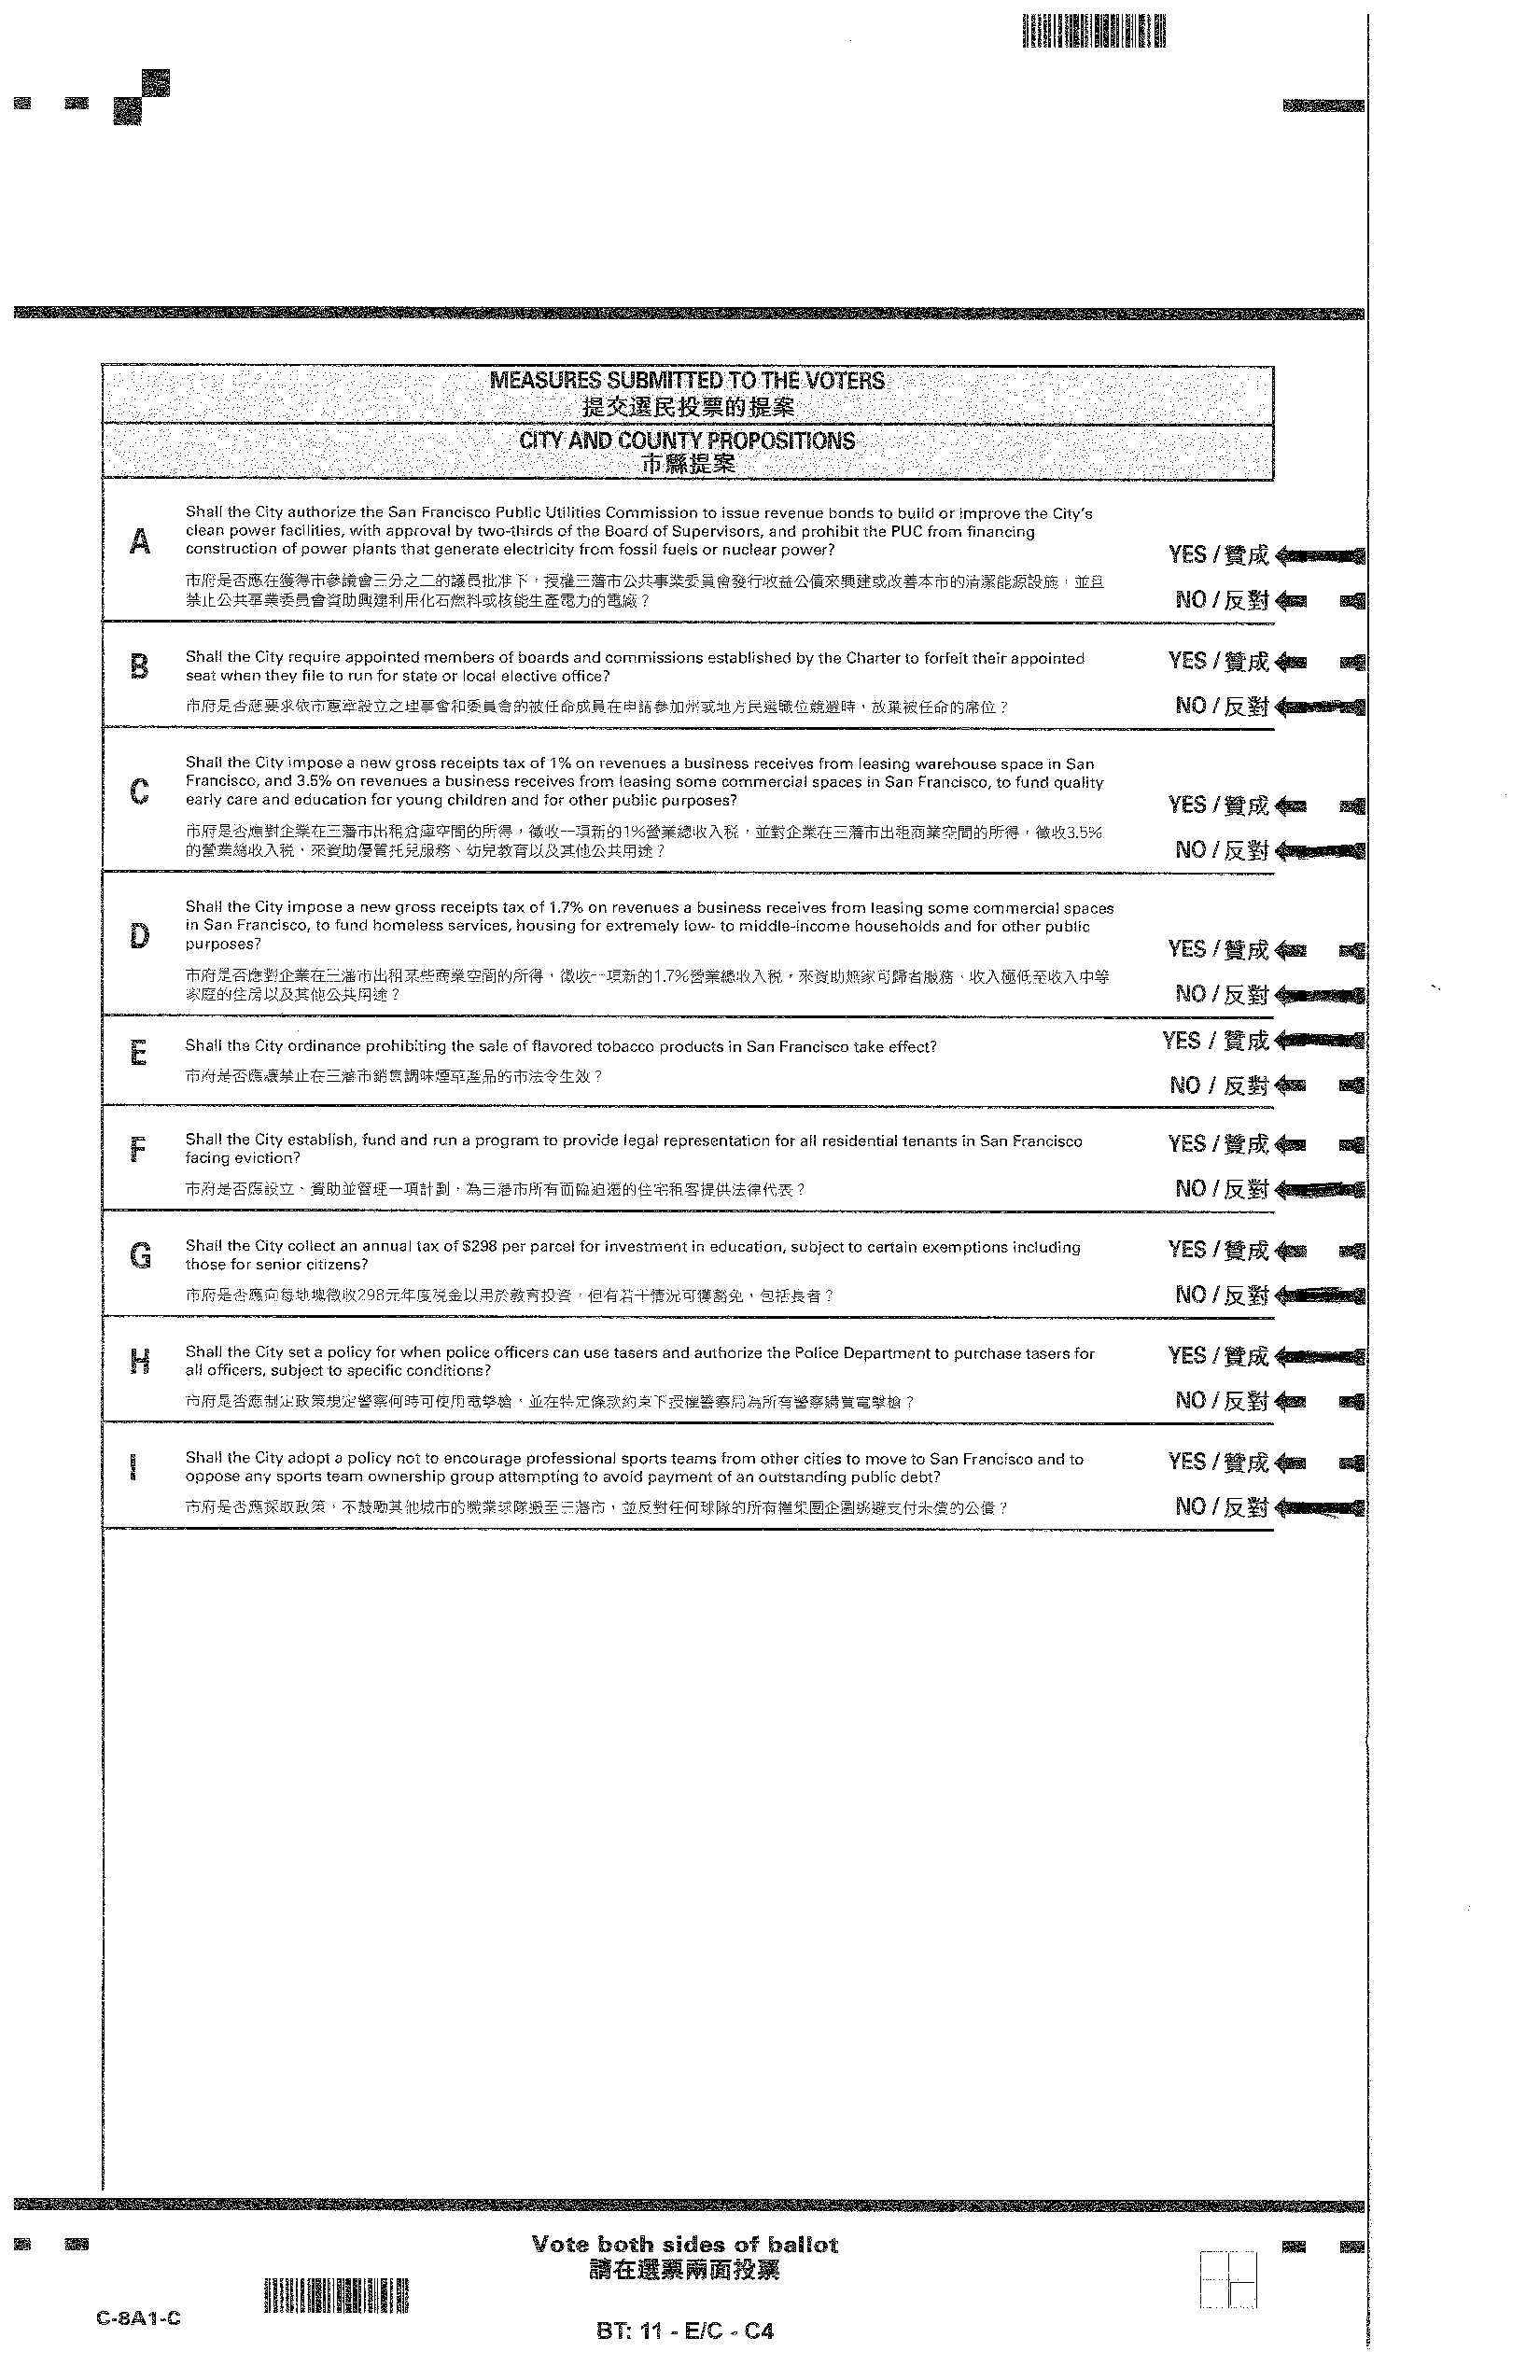 MEASURES SUBMITTED TO THE VOTERS
提交選民投票的提案
CITY AND COUNTY PROPOSITIONS
市縣提案
A
Shall the City authorize the San Francisco Public Utilities Commission to issue revenue bonds to build or improve the City's
clean power facilities, with approval by two-thirds of the Board of Supervisors, and prohibit the PUC from financing
construction of power plants that generate electricity from fossil fuels or nuclear power?
市府是否應在獲得市參議會三分之二的議員批准下，授權三藩市公共事業委員會發行收益公債來興建或改善本市的清潔能源設施，並且
禁止公共事業委員會資助興建利用化石燃料或核能生產電力的電廠？
YES / 贊成
NO / 反對
B
Shall the City require appointed members of boards and commissions established by the Charter to forfeit their appointed
seat when they file to run for state or local elective office?
市府是否應要求依市憲章設立之理事會和委員會的被任命成員在申請參加州或地方民選職位競選時，放棄被任命的席位？
YES / 贊成
NO / 反對
C
Shall the City impose a new gross receipts tax of 1% on revenues a business receives from leasing warehouse space in San
Francisco, and 3.5% on revenues a business receives from leasing some commercial spaces in San Francisco, to fund quality
early care and education for young children and for other public purposes?
市府是否應對企業在三藩市出租倉庫空間的所得，徵收一項新的1%營業總收入税，並對企業在三藩市出租商業空間的所得，徵收3.5%
的營業總收入税，來資助優質托兒服務、幼兒教育以及其他公共用途？
YES / 贊成
NO / 反對
D
Shall the City impose a new gross receipts tax of 1.7% on revenues a business receives from leasing some commercial spaces
in San Francisco, to fund homeless services, housing for extremely low- to middle-income households and for other public
purposes?
市府是否應對企業在三藩市出租某些商業空間的所得，徵收一項新的1.7%營業總收入税，來資助無家可歸者服務、收入極低至收入中等
家庭的住房以及其他公共用途？
YES / 贊成
NO / 反對
E
Shall the City ordinance prohibiting the sale of flavored tobacco products in San Francisco take effect?
市府是否應讓禁止在三藩市銷售調味煙草產品的市法令生效？
YES / 贊成
NO / 反對
F
Shall the City establish, fund and run a program to provide legal representation for all residential tenants in San Francisco
facing eviction?
市府是否應設立、資助並管理一項計劃，為三藩市所有面臨迫遷的住宅租客提供法律代表？
YES / 贊成
NO / 反對
G
Shall the City collect an annual tax of $298 per parcel for investment in education, subject to certain exemptions including
those for senior citizens?
市府是否應向每地塊徵收298元年度税金以用於教育投資，但有若干情況可獲豁免，包括長者？
YES / 贊成
NO / 反對
H
Shall the City set a policy for when police officers can use tasers and authorize the Police Department to purchase tasers for
all officers, subject to specific conditions?
市府是否應制定政策規定警察何時可使用電擊槍，並在特定條款約束下授權警察局為所有警察購買電擊槍？
YES / 贊成
NO / 反對
I
Shall the City adopt a policy not to encourage professional sports teams from other cities to move to San Francisco and to
oppose any sports team ownership group attempting to avoid payment of an outstanding public debt?
市府是否應採取政策，不鼓勵其他城市的職業球隊搬至三藩市，並反對任何球隊的所有權集團企圖逃避支付未償的公債？
YES / 贊成
NO / 反對
Vote both sides of ballot
請在選票兩面投票
C-8A1-C
BT: 11 - E/C - C4